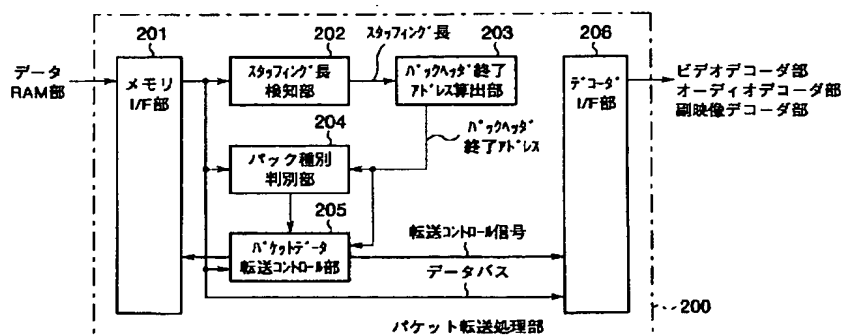 201
202
スタッフィング長
203
206
データ
RAM部
メモリ
I/F部
スタッフィング長
検知部
パックヘッダ終了
アドレス算出部
デコーダ
I/F部
ビデオデコーダ部
オーディオデコーダ部
副映像デコーダ部
204
パック種別
判別部
パックヘッダ
終了アドレス
205
パケットデータ
転送コントロール部
転送コントロール信号
データバス
200
パケット転送処理部